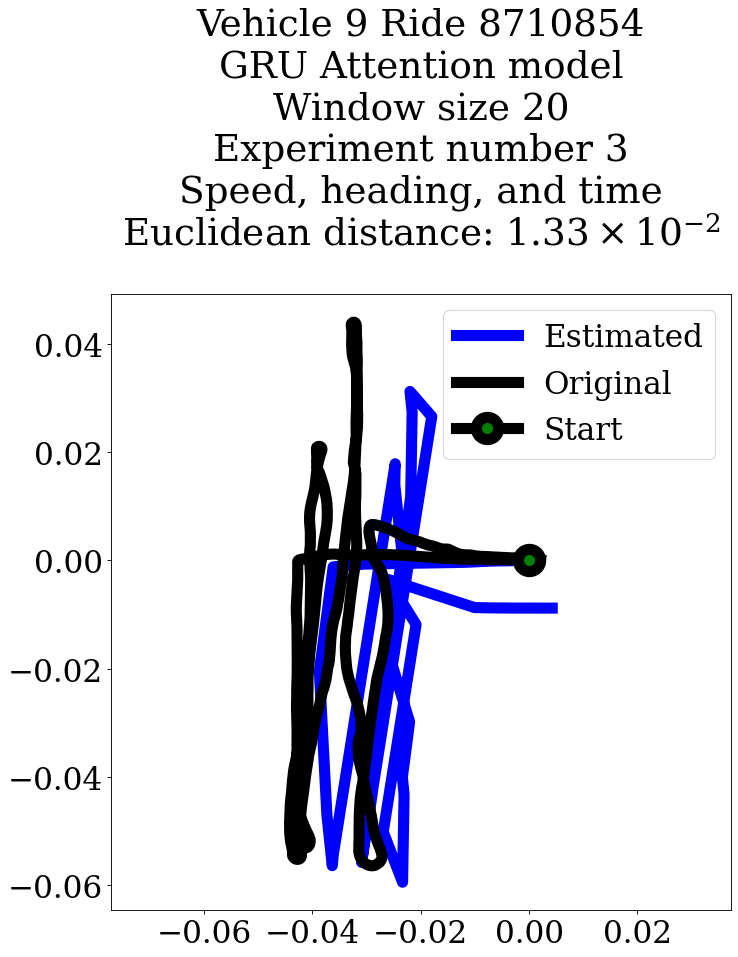 Vehicle 9 Ride 8710854
GRU Attention model
Window size 20
Experiment number 3
Speed, heading, and time
Euclidean distance: 1.33 × 10⁻²
Estimated
Original
Start
0.04
0.02
0.00
−0.02
−0.04
−0.06
−0.06 −0.04 −0.02 0.00 0.02